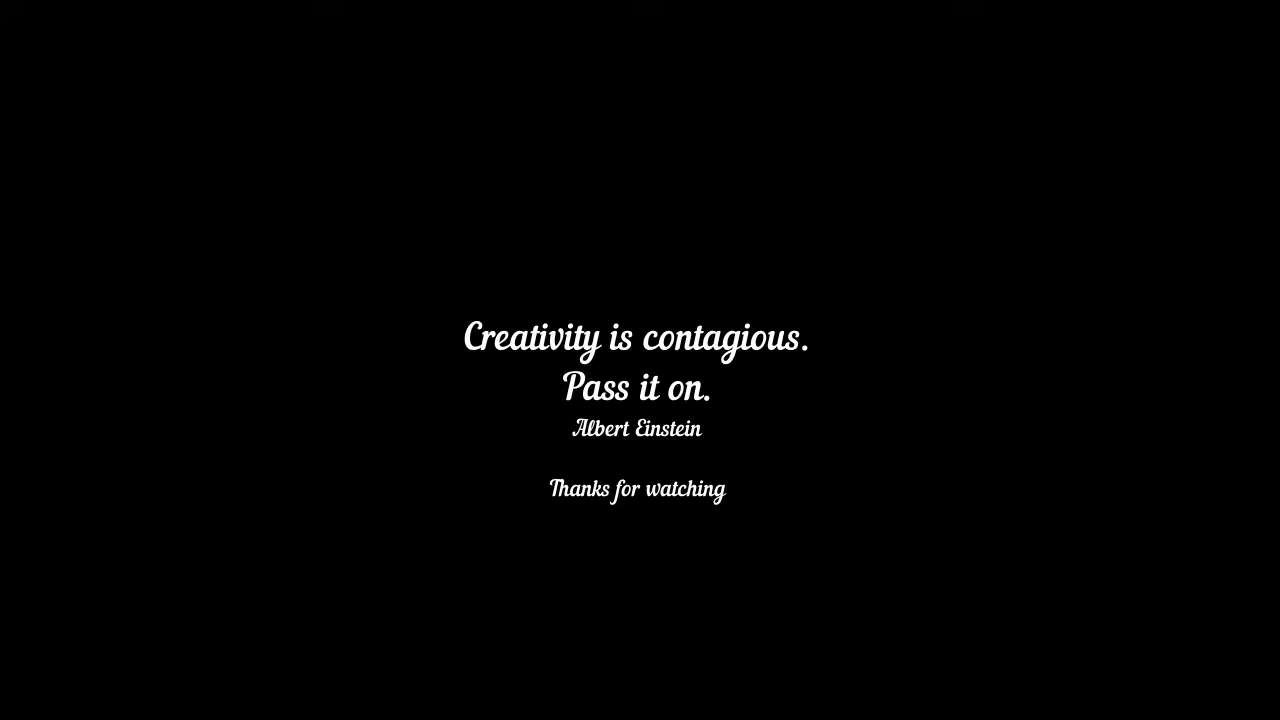 Creativity is contagious.
Pass it on.
Albert Einstein
Thanks for watching